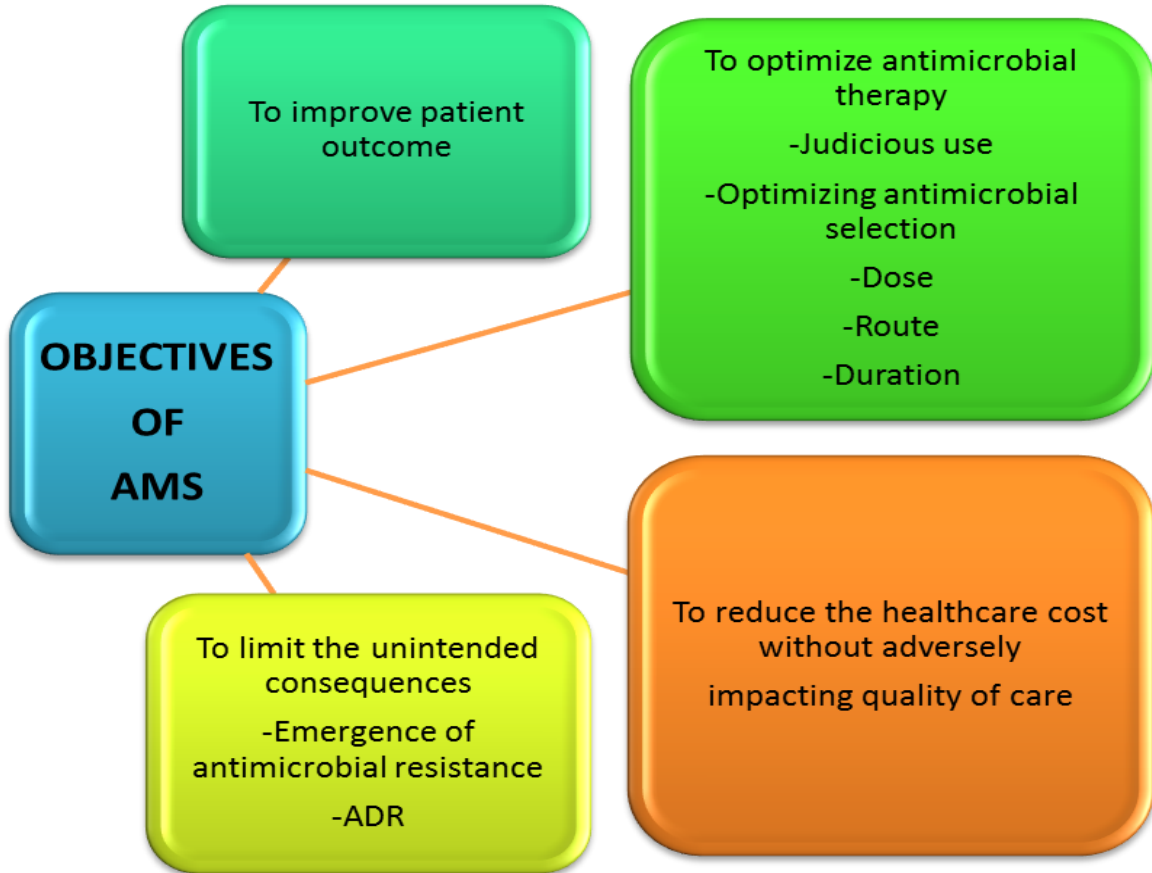 To improve patient
outcome
To optimize antimicrobial
therapy
-Judicious use
-Optimizing antimicrobial
selection
-Dose
-Route
-Duration
OBJECTIVES
OF
AMS
To limit the unintended
consequences
-Emergence of
antimicrobial resistance
-ADR
To reduce the healthcare cost
without adversely
impacting quality of care